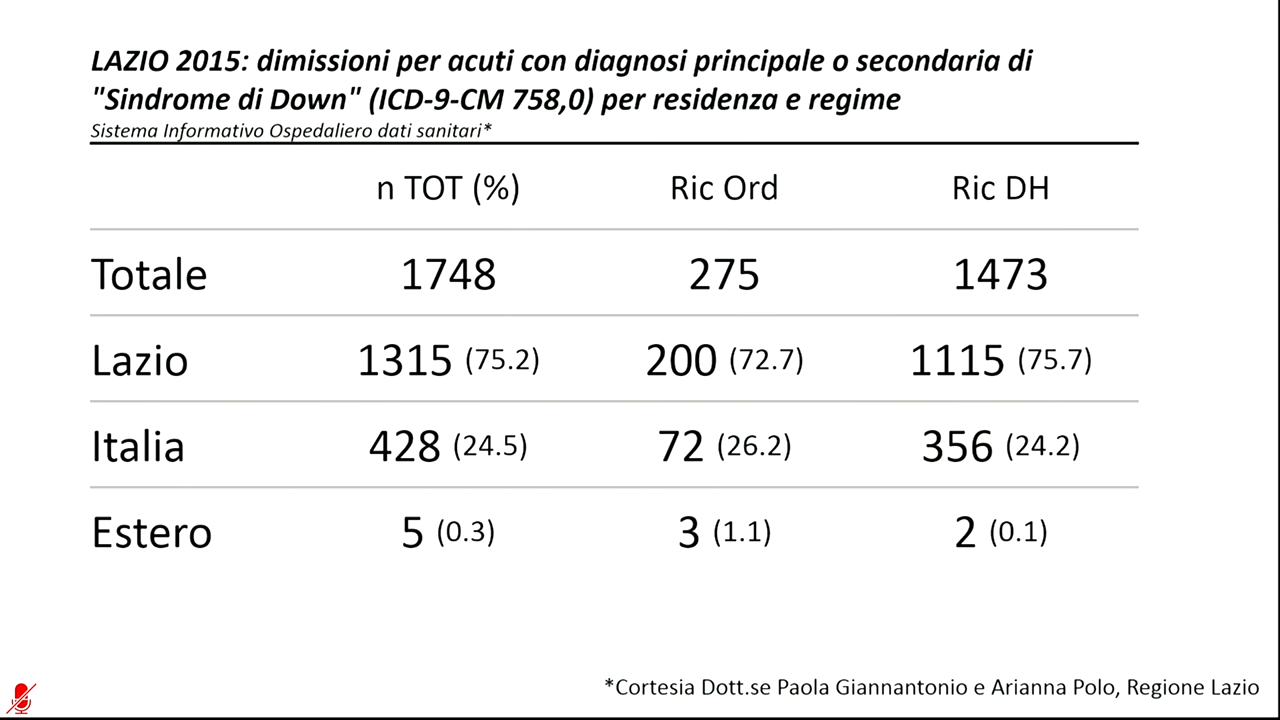 LAZIO 2015: dimissioni per acuti con diagnosi principale o secondaria di
"Sindrome di Down" (ICD-9-CM 758,0) per residenza e regime
Sistema Informativo Ospedaliero dati sanitari*
n TOT (%) Ric Ord Ric DH
Totale 1748 275 1473
Lazio 1315 (75.2) 200 (72.7) 1115 (75.7)
Italia 428 (24.5) 72 (26.2) 356 (24.2)
Estero 5 (0.3) 3 (1.1) 2 (0.1)
*Cortesia Dott.se Paola Giannantonio e Arianna Polo, Regione Lazio